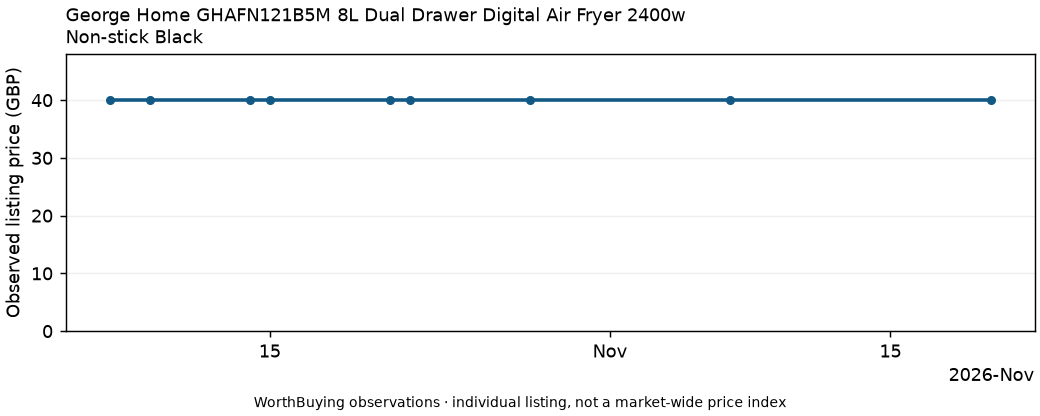 George Home GHAFN121B5M 8L Dual Drawer Digital Air Fryer 2400w
Non-stick Black
Observed listing price (GBP)
40
30
20
10
0
15
Nov
15
2026-Nov
WorthBuying observations · individual listing, not a market-wide price index